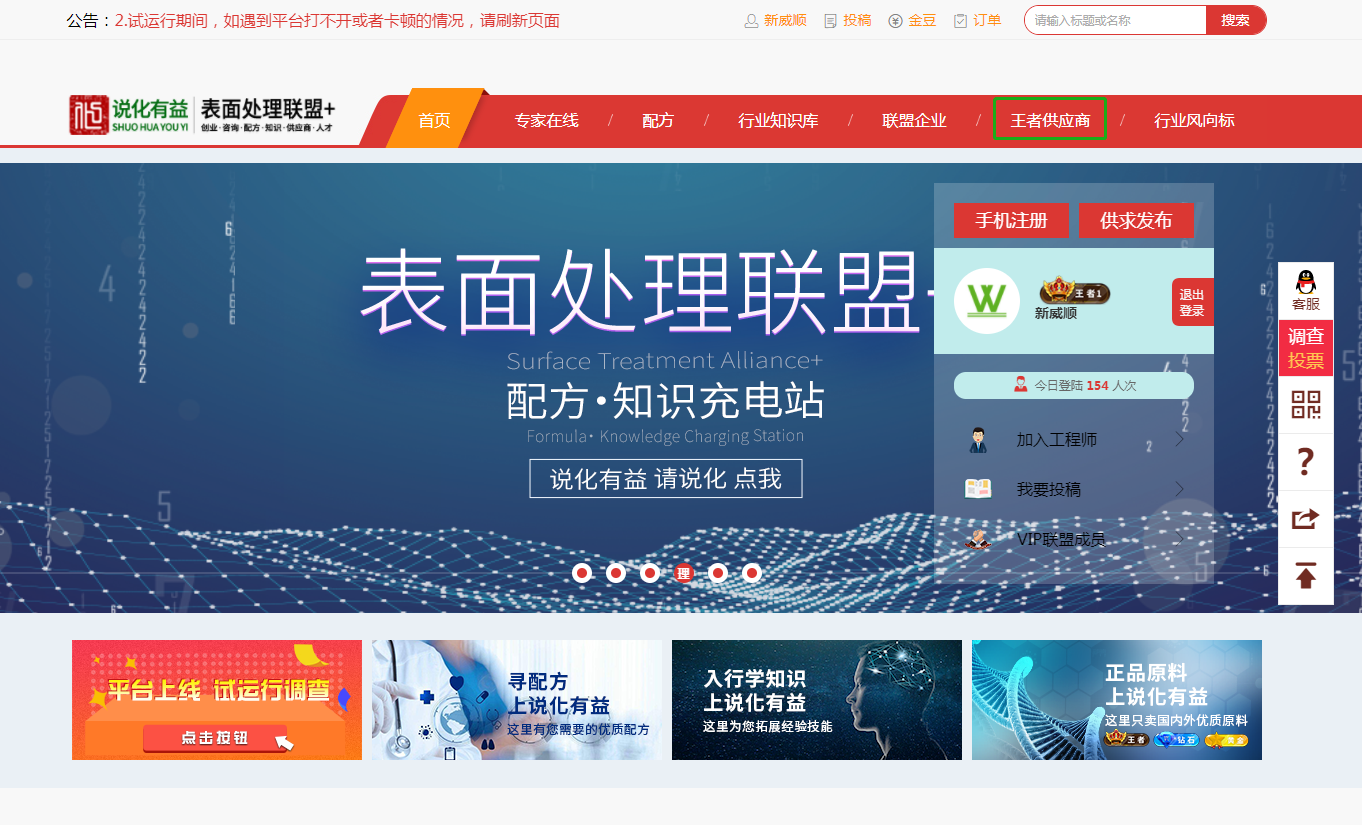 公告：2.试运行期间，如遇到平台打不开或者卡顿的情况，请刷新页面
新威顺 投稿 金豆 订单 请输入标题或名称 搜索
说化有益
SHUO HUA YOU YI
表面处理联盟+
创业·咨询·配方·知识·供应商·人才
首页 专家在线 / 配方 / 行业知识库 / 联盟企业 / 王者供应商 / 行业风向标
表面处理联盟+
Surface Treatment Alliance+
配方·知识充电站
Formula· Knowledge Charging Station
说化有益 请说化 点我
理
手机注册 供求发布
王者1
新威顺
退出
登录
今日登陆 154 人次
加入工程师
我要投稿
VIP联盟成员
客服
调查
投票
?
平台上线 试运行调查
点击按钮
寻配方
上说化有益
这里有您需要的优质配方
入行学知识
上说化有益
这里为您拓展经验技能
正品原料
上说化有益
这里只卖国内外优质原料
王者 钻石 黄金